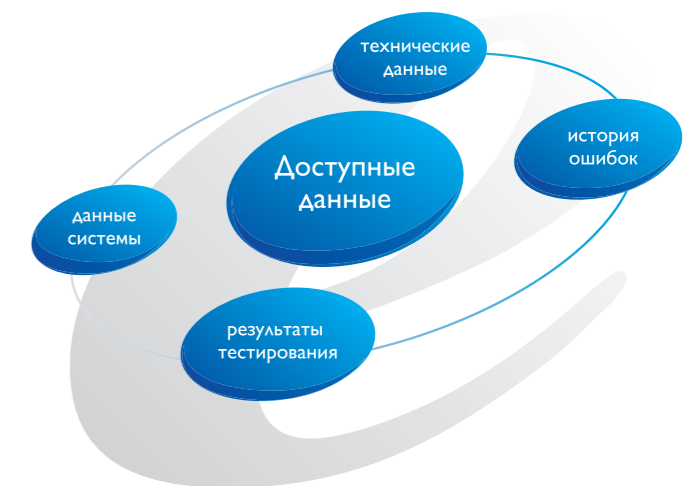 технические
данные
история
ошибок
Доступные
данные
данные
системы
результаты
тестирования